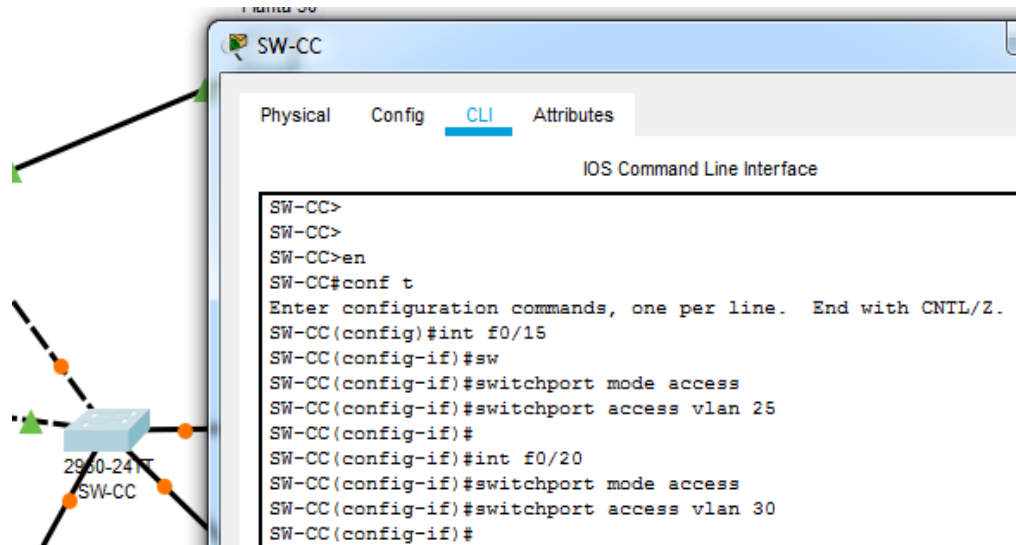 SW-CC
Physical Config CLI Attributes
IOS Command Line Interface
SW-CC>
SW-CC>
SW-CC>en
SW-CC#conf t
Enter configuration commands, one per line.  End with CNTL/Z.
SW-CC(config)#int f0/15
SW-CC(config-if)#sw
SW-CC(config-if)#switchport mode access
SW-CC(config-if)#switchport access vlan 25
SW-CC(config-if)#
SW-CC(config-if)#int f0/20
SW-CC(config-if)#switchport mode access
SW-CC(config-if)#switchport access vlan 30
SW-CC(config-if)#
2960-24TT
SW-CC